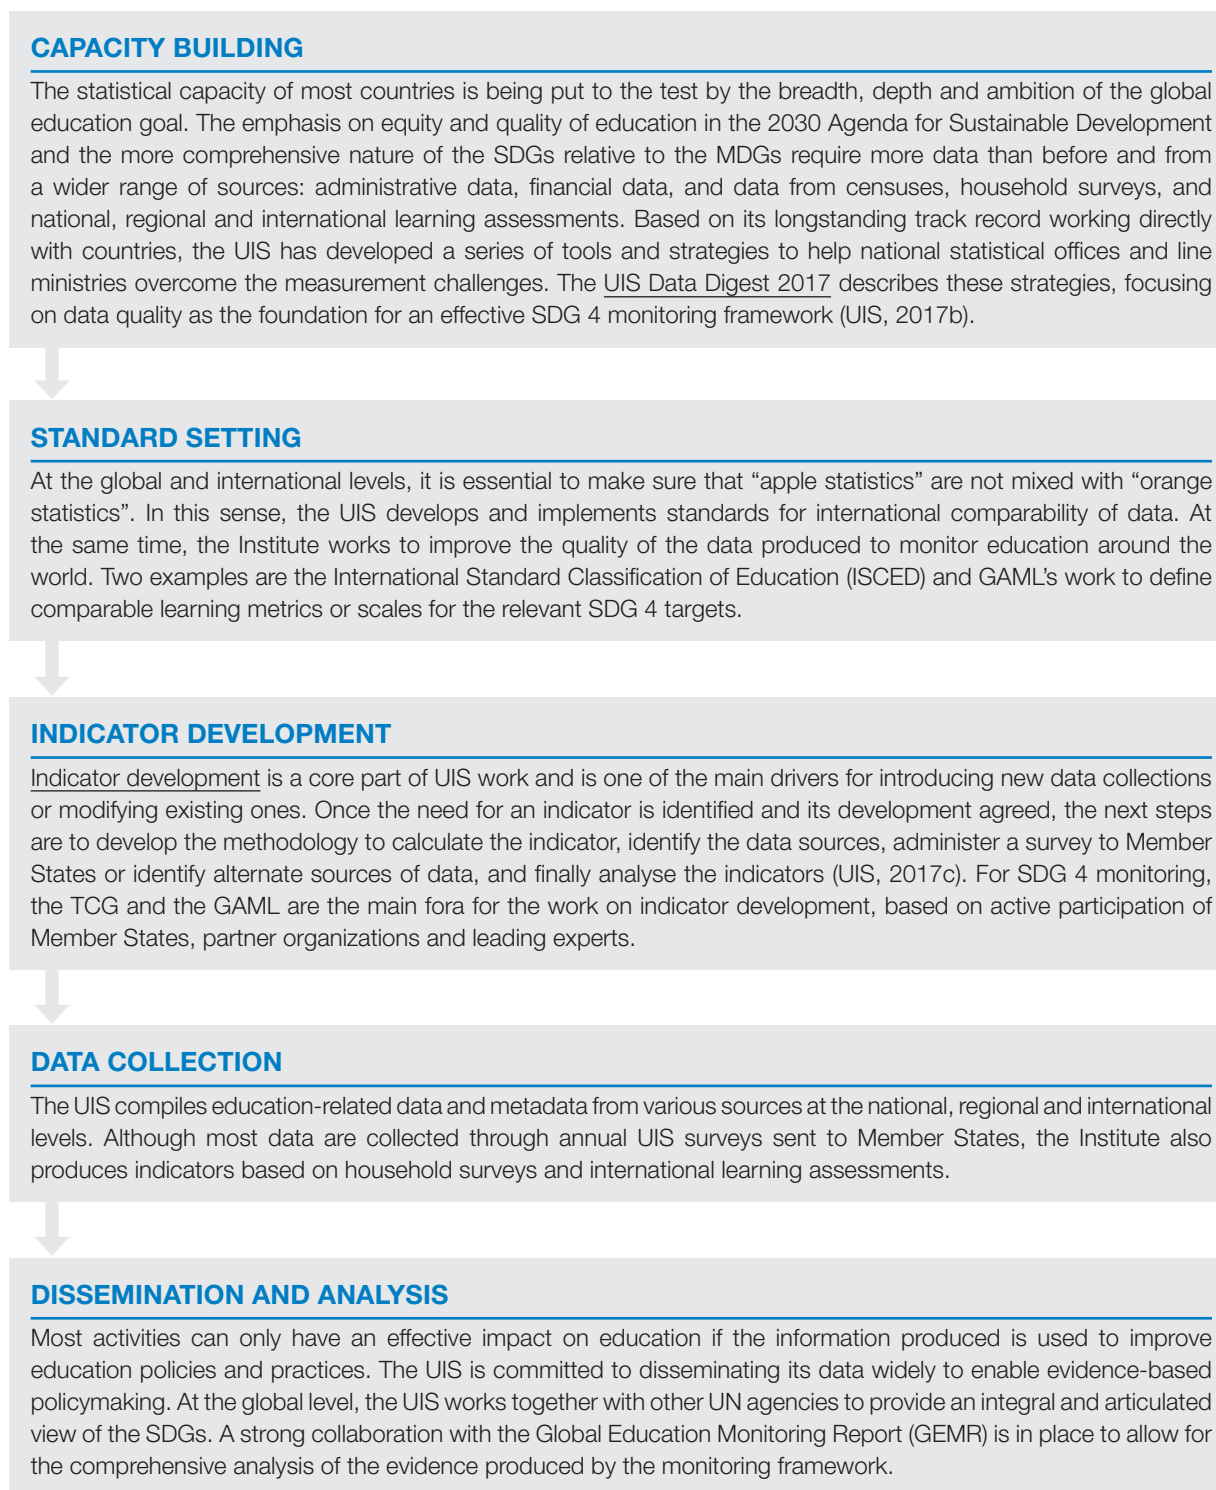 CAPACITY BUILDING
The statistical capacity of most countries is being put to the test by the breadth, depth and ambition of the global
education goal. The emphasis on equity and quality of education in the 2030 Agenda for Sustainable Development
and the more comprehensive nature of the SDGs relative to the MDGs require more data than before and from
a wider range of sources: administrative data, financial data, and data from censuses, household surveys, and
national, regional and international learning assessments. Based on its longstanding track record working directly
with countries, the UIS has developed a series of tools and strategies to help national statistical offices and line
ministries overcome the measurement challenges. The UIS Data Digest 2017 describes these strategies, focusing
on data quality as the foundation for an effective SDG 4 monitoring framework (UIS, 2017b).
STANDARD SETTING
At the global and international levels, it is essential to make sure that “apple statistics” are not mixed with “orange
statistics”. In this sense, the UIS develops and implements standards for international comparability of data. At
the same time, the Institute works to improve the quality of the data produced to monitor education around the
world. Two examples are the International Standard Classification of Education (ISCED) and GAML’s work to define
comparable learning metrics or scales for the relevant SDG 4 targets.
INDICATOR DEVELOPMENT
Indicator development is a core part of UIS work and is one of the main drivers for introducing new data collections
or modifying existing ones. Once the need for an indicator is identified and its development agreed, the next steps
are to develop the methodology to calculate the indicator, identify the data sources, administer a survey to Member
States or identify alternate sources of data, and finally analyse the indicators (UIS, 2017c). For SDG 4 monitoring,
the TCG and the GAML are the main fora for the work on indicator development, based on active participation of
Member States, partner organizations and leading experts.
DATA COLLECTION
The UIS compiles education-related data and metadata from various sources at the national, regional and international
levels. Although most data are collected through annual UIS surveys sent to Member States, the Institute also
produces indicators based on household surveys and international learning assessments.
DISSEMINATION AND ANALYSIS
Most activities can only have an effective impact on education if the information produced is used to improve
education policies and practices. The UIS is committed to disseminating its data widely to enable evidence-based
policymaking. At the global level, the UIS works together with other UN agencies to provide an integral and articulated
view of the SDGs. A strong collaboration with the Global Education Monitoring Report (GEMR) is in place to allow for
the comprehensive analysis of the evidence produced by the monitoring framework.